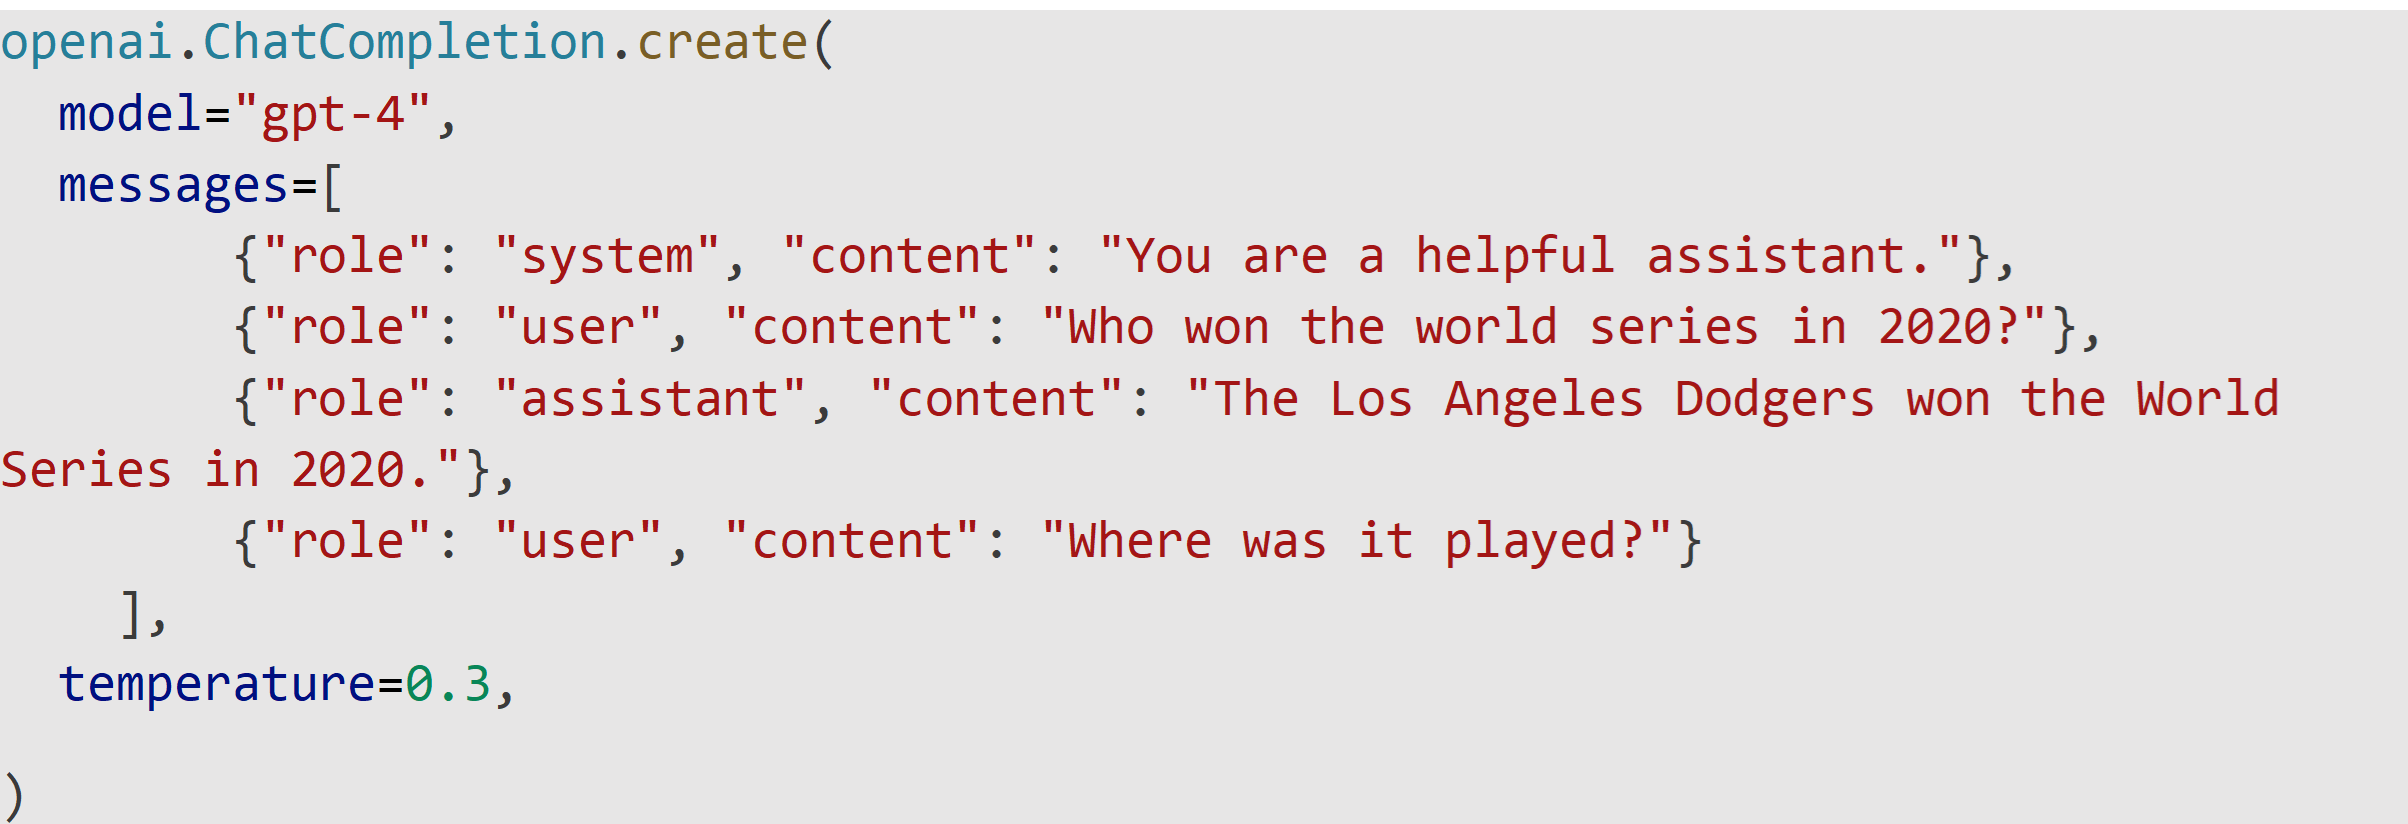 openai.ChatCompletion.create(
  model="gpt-4",
  messages=[
        {"role": "system", "content": "You are a helpful assistant."},
        {"role": "user", "content": "Who won the world series in 2020?"},
        {"role": "assistant", "content": "The Los Angeles Dodgers won the World
Series in 2020."},
        {"role": "user", "content": "Where was it played?"}
    ],
  temperature=0.3,
)